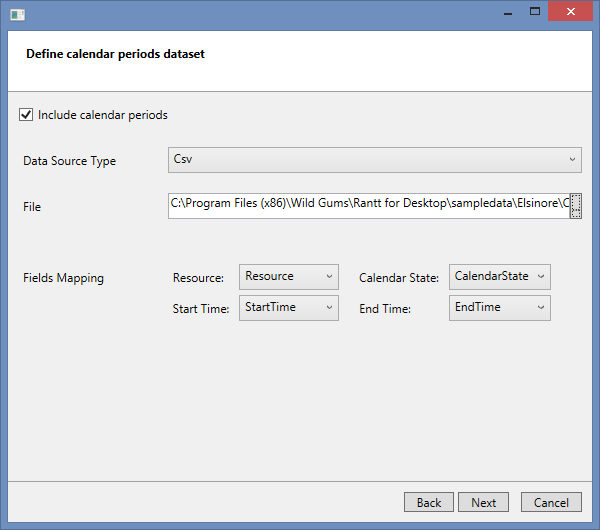 Define calendar periods dataset
Include calendar periods
Data Source Type Csv
File C:\Program Files (x86)\Wild Gums\Rantt for Desktop\sampledata\Elsinore\C ...
Fields Mapping Resource: Resource Calendar State: CalendarState
Start Time: StartTime End Time: EndTime
Back Next Cancel